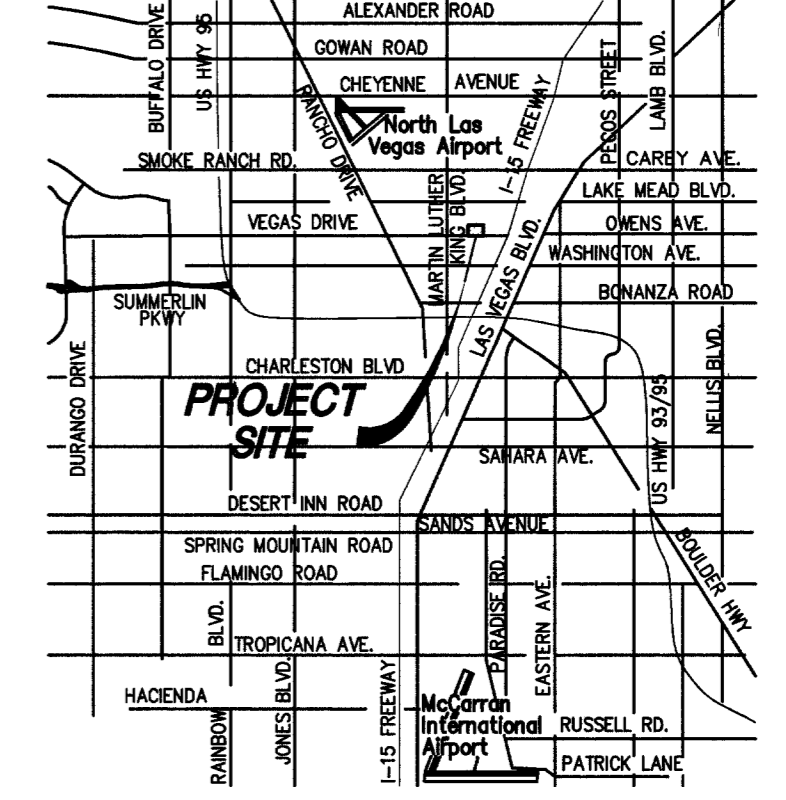 ALEXANDER ROAD
BUFFALO DRIVE
US HWY 95
GOWAN ROAD
PECOS STREET
LAMB BLVD.
CHEYENNE AVENUE
RANCHO DRIVE
I-15 FREEWAY
North Las
Vegas Airport
SMOKE RANCH RD.
CAREY AVE.
LAKE MEAD BLVD.
MARTIN LUTHER
KING BLVD.
VEGAS DRIVE
OWENS AVE.
LAS VEGAS BLVD.
WASHINGTON AVE.
SUMMERLIN
PKWY
BONANZA ROAD
NELLIS BLVD.
DURANGO DRIVE
CHARLESTON BLVD
PROJECT
SITE
US HWY 93/95
SAHARA AVE.
DESERT INN ROAD
SANDS AVENUE
SPRING MOUNTAIN ROAD
BOULDER HWY
FLAMINGO ROAD
PARADISE RD.
EASTERN AVE.
RAINBOW BLVD.
TROPICANA AVE.
JONES BLVD.
I-15 FREEWAY
HACIENDA
McCarran
International
Airport
RUSSELL RD.
PATRICK LANE